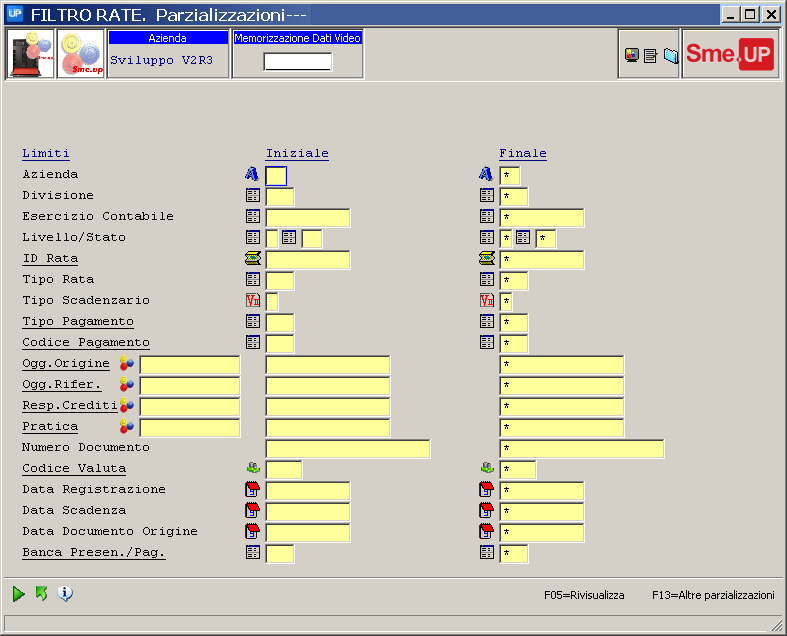 UP FILTRO RATE. Parzializzazioni---
Azienda
Sviluppo V2R3
Memorizzazione Dati Video
Sme.up
Sme.UP
Limiti Iniziale Finale
Azienda *
Divisione *
Esercizio Contabile *
Livello/Stato * *
ID Rata *
Tipo Rata *
Tipo Scadenzario *
Tipo Pagamento *
Codice Pagamento *
Ogg.Origine *
Ogg.Rifer. *
Resp.Crediti *
Pratica *
Numero Documento *
Codice Valuta *
Data Registrazione *
Data Scadenza *
Data Documento Origine *
Banca Presen./Pag. *
F05=Rivisualizza F13=Altre parzializzazioni